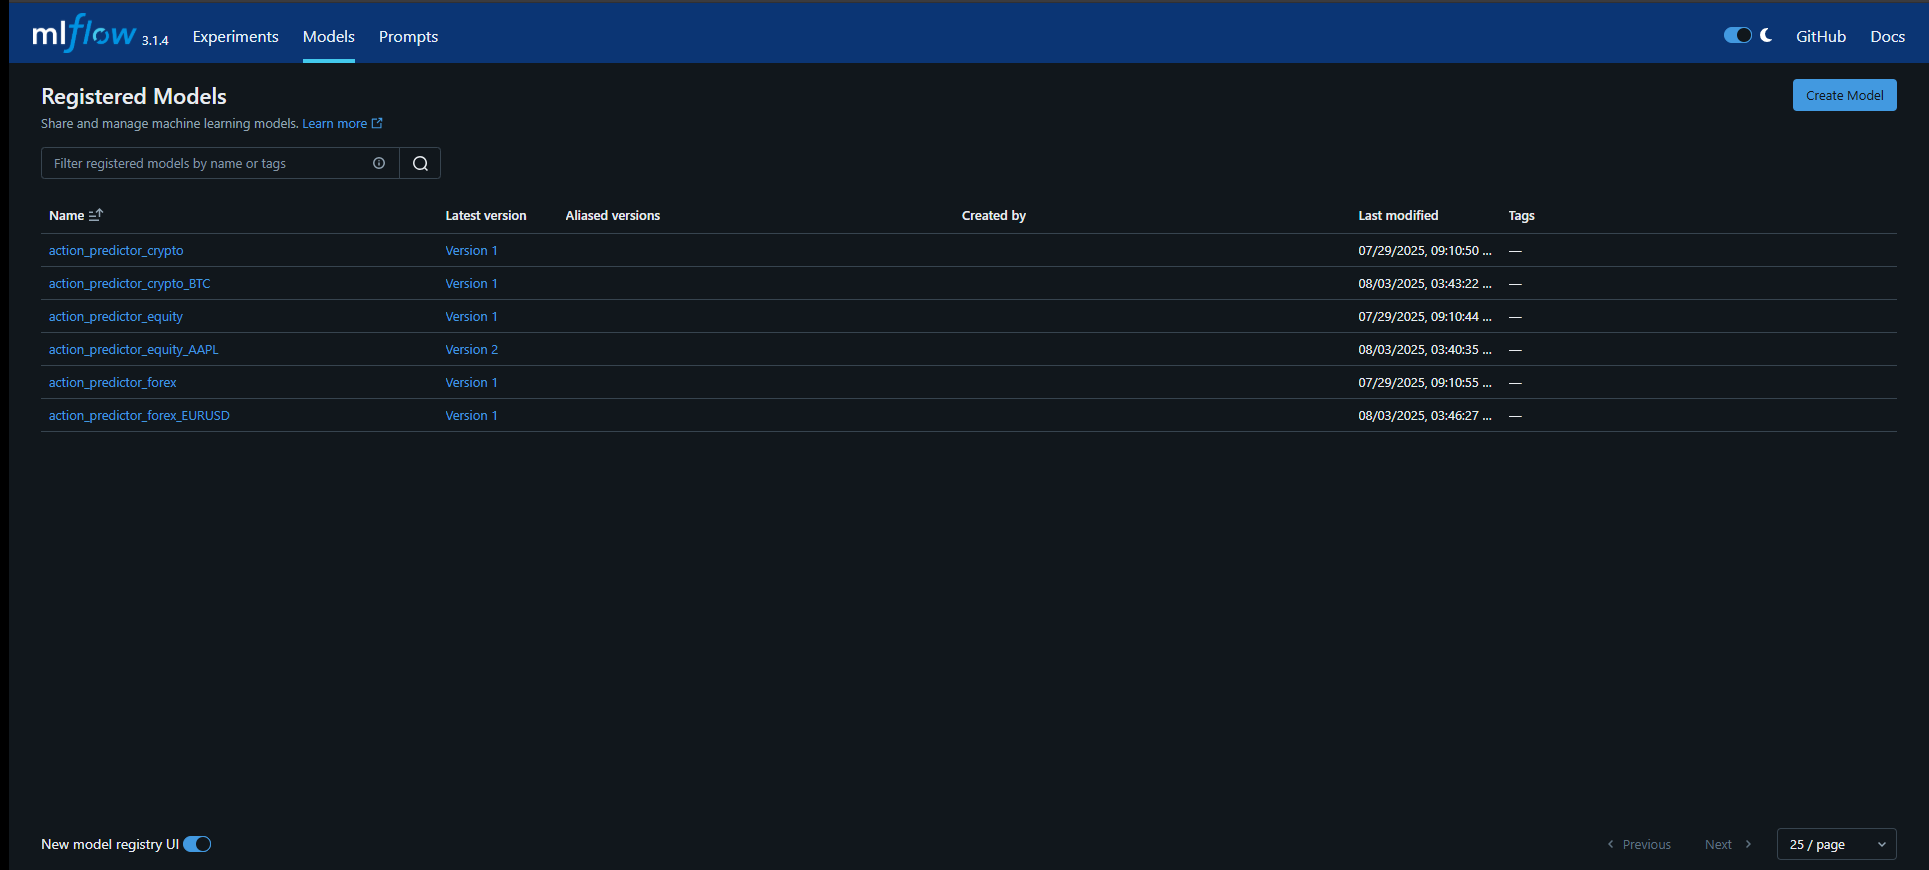 mlflow 3.1.4 Experiments Models Prompts GitHub Docs
Registered Models
Create Model
Share and manage machine learning models. Learn more
Filter registered models by name or tags
Name Latest version Aliased versions Created by Last modified Tags
action_predictor_crypto Version 1 07/29/2025, 09:10:50 ... —
action_predictor_crypto_BTC Version 1 08/03/2025, 03:43:22 ... —
action_predictor_equity Version 1 07/29/2025, 09:10:44 ... —
action_predictor_equity_AAPL Version 2 08/03/2025, 03:40:35 ... —
action_predictor_forex Version 1 07/29/2025, 09:10:55 ... —
action_predictor_forex_EURUSD Version 1 08/03/2025, 03:46:27 ... —
New model registry UI Previous Next 25 / page